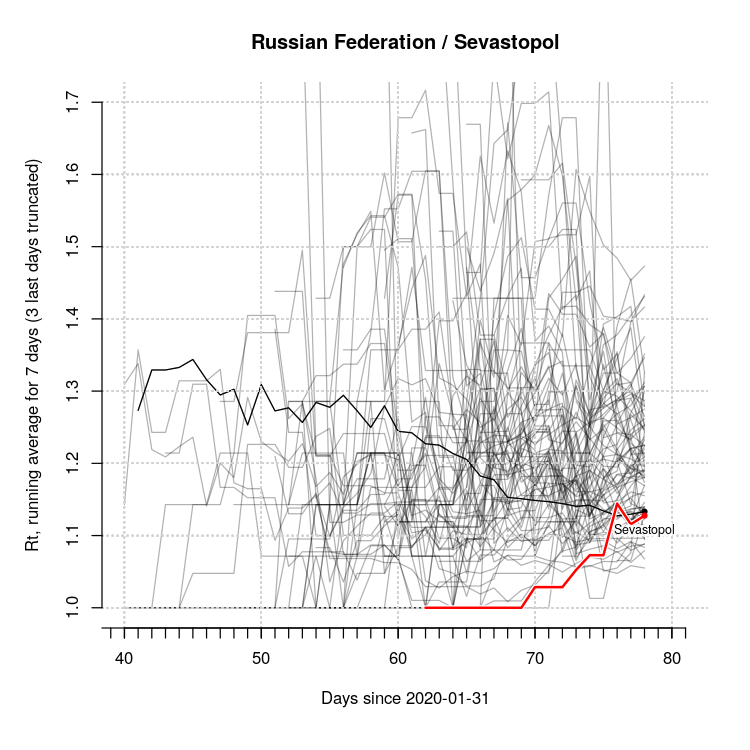 Russian Federation / Sevastopol
Rt, running average for 7 days (3 last days truncated)
1.7
1.6
1.5
1.4
1.3
1.2
1.1
1.0
Sevastopol
40 50 60 70 80
Days since 2020-01-31